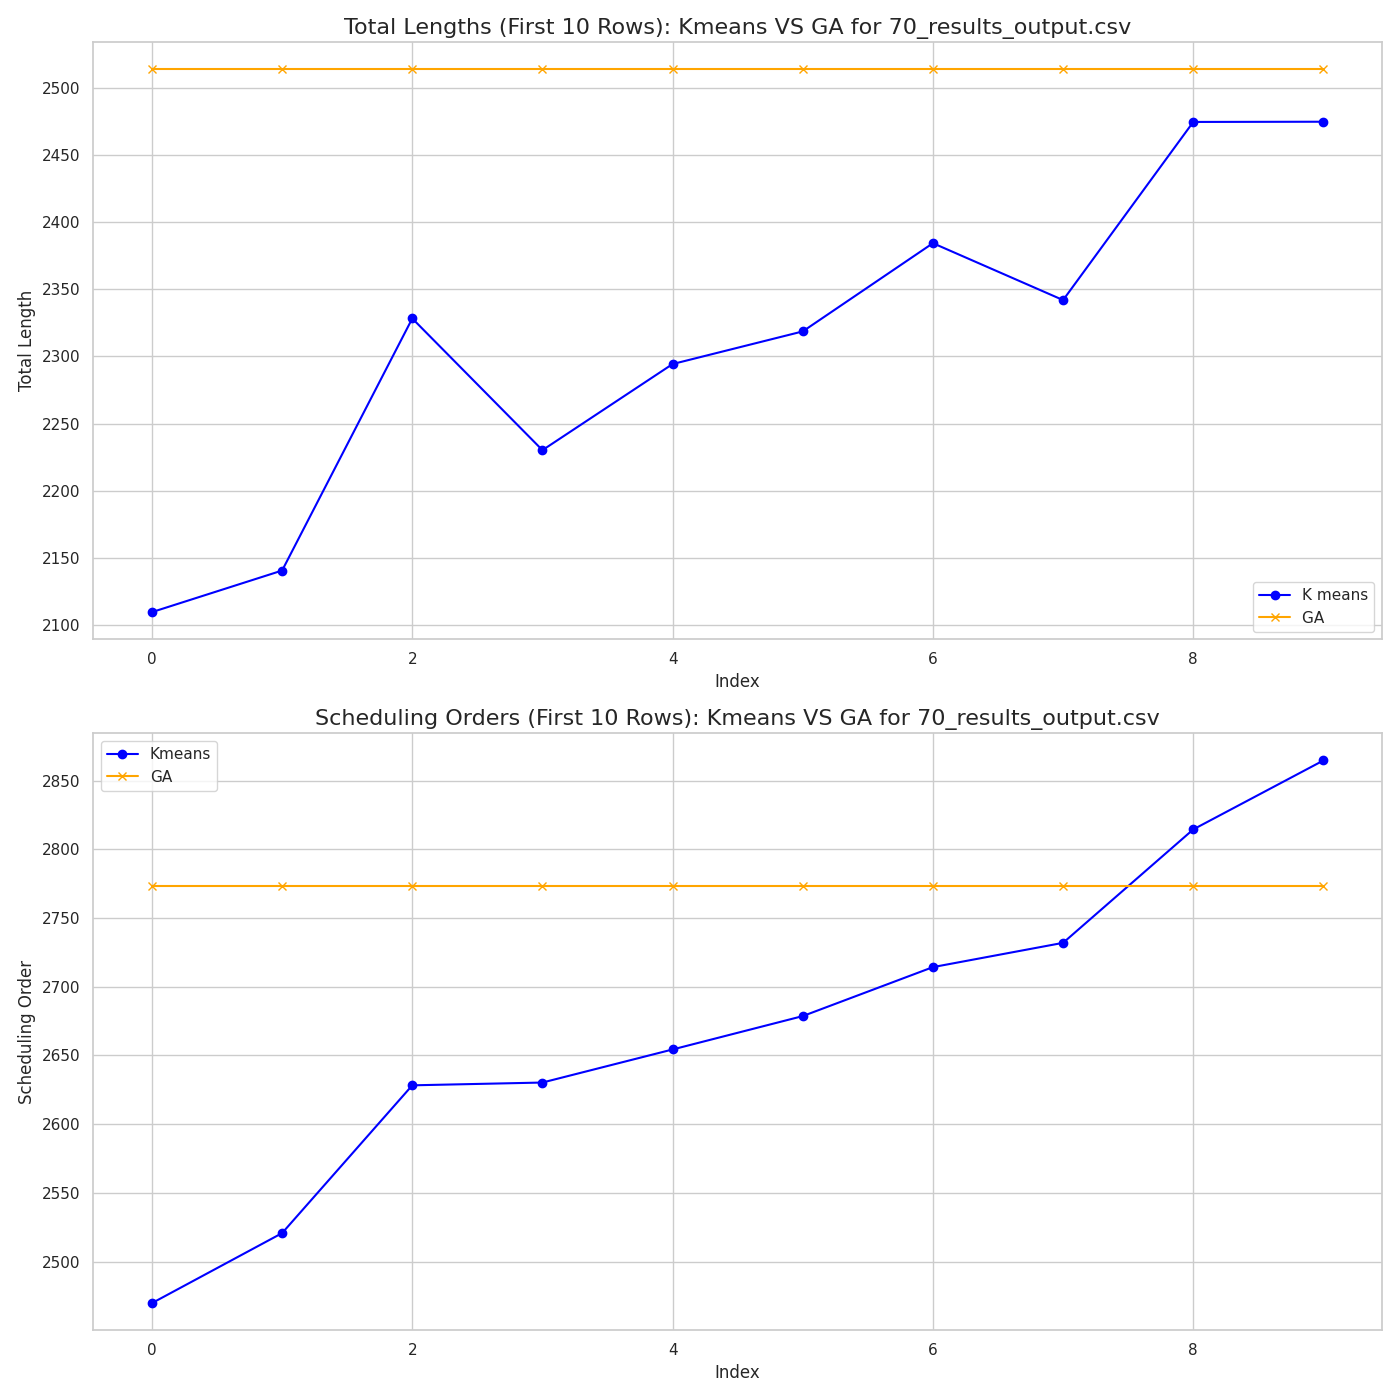 Total Lengths (First 10 Rows): Kmeans VS GA for 70_results_output.csv
2500
2450
2400
2350
2300
2250
2200
2150
2100
Total Length
K means
GA
0 2 4 6 8
Index
Scheduling Orders (First 10 Rows): Kmeans VS GA for 70_results_output.csv
Kmeans
GA
2850
2800
2750
2700
2650
2600
2550
2500
Scheduling Order
0 2 4 6 8
Index